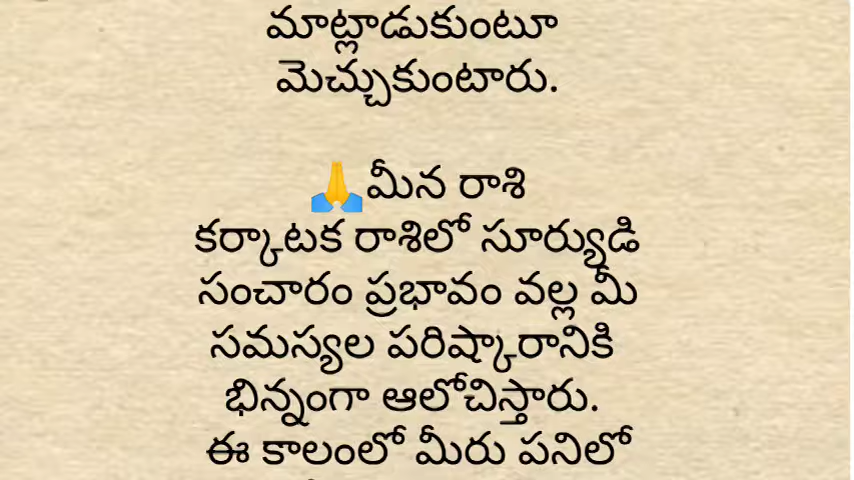 మాట్లాడుకుంటూ
మెచ్చుకుంటారు.
🙏మీన రాశి
కర్కాటక రాశిలో సూర్యుడి
సంచారం ప్రభావం వల్ల మీ
సమస్యల పరిష్కారానికి
భిన్నంగా ఆలోచిస్తారు.
ఈ కాలంలో మీరు పనిలో